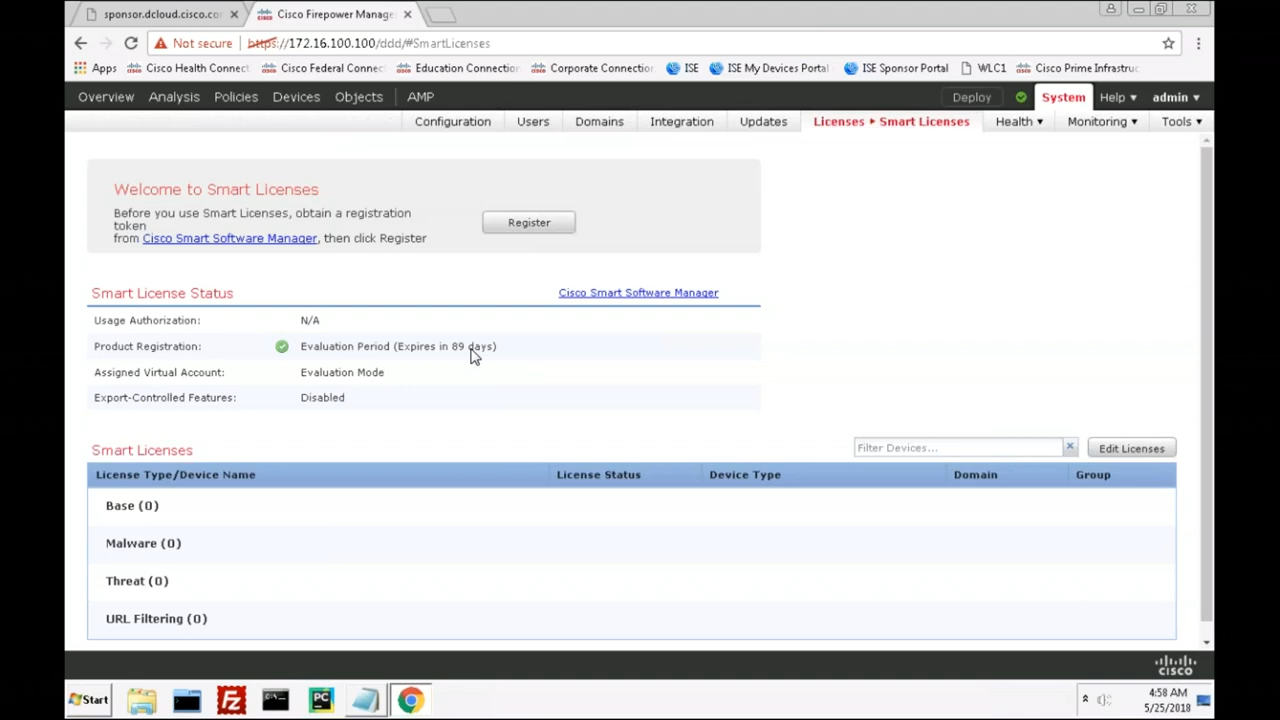 sponsor.dcloud.cisco.co
Cisco Firepower Manage
Not secure https://172.16.100.100/ddd/#SmartLicenses
Apps Cisco Health Connect Cisco Federal Connec Education Connection Corporate Connection ISE ISE My Devices Portal ISE Sponsor Portal WLC1 Cisco Prime Infrastruc
Overview Analysis Policies Devices Objects AMP Deploy System Help admin
Configuration Users Domains Integration Updates Licenses Smart Licenses Health Monitoring Tools
Welcome to Smart Licenses
Before you use Smart Licenses, obtain a registration
token
from Cisco Smart Software Manager, then click Register
Register
Smart License Status Cisco Smart Software Manager
Usage Authorization: N/A
Product Registration: Evaluation Period (Expires in 89 days)
Assigned Virtual Account: Evaluation Mode
Export-Controlled Features: Disabled
Smart Licenses Filter Devices... Edit Licenses
License Type/Device Name License Status Device Type Domain Group
Base (0)
Malware (0)
Threat (0)
URL Filtering (0)
CISCO
Start PC 4:58 AM
5/25/2018